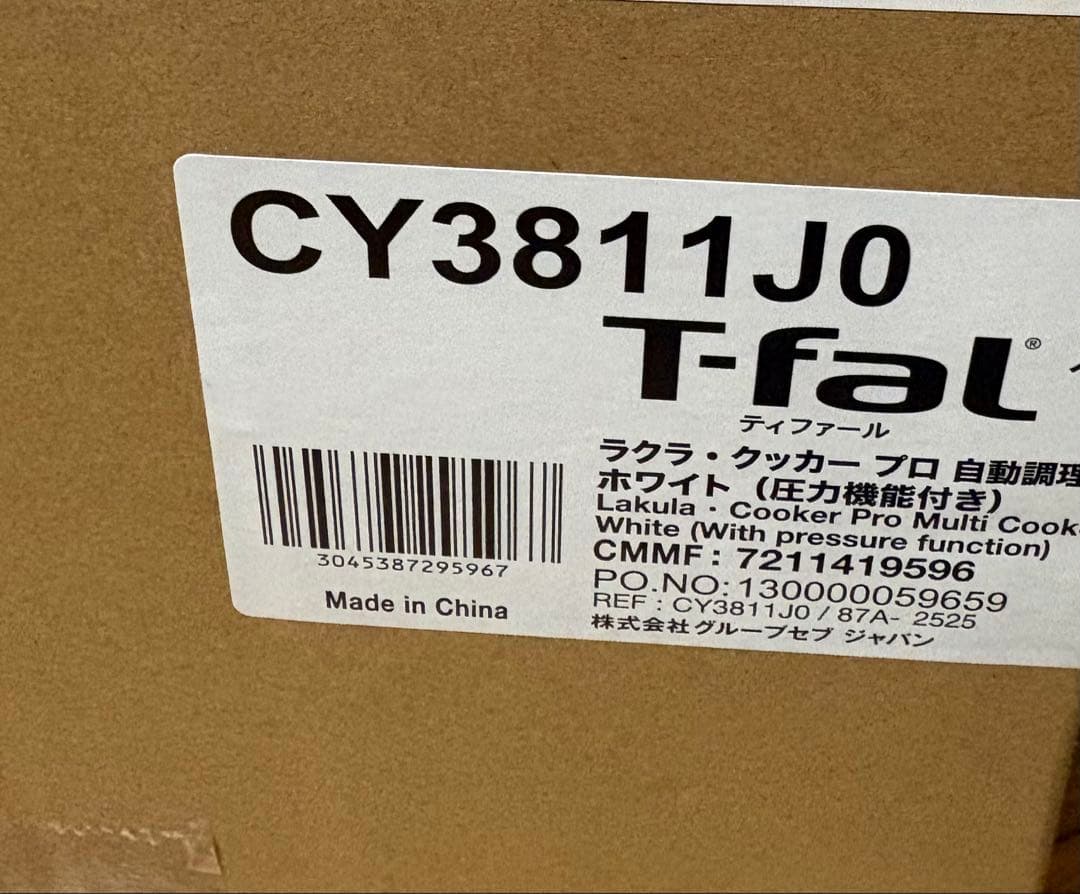 CY3811J0
T-fal®
ティファール
ラクラ・クッカー プロ 自動調理
ホワイト（圧力機能付き）
Lakula・Cooker Pro Multi Cook
White (With pressure function)
CMMF: 7211419596
PO.NO: 130000059659
REF : CY3811J0 / 87A- 2525
株式会社グループセブ ジャパン
3045387295967
Made in China